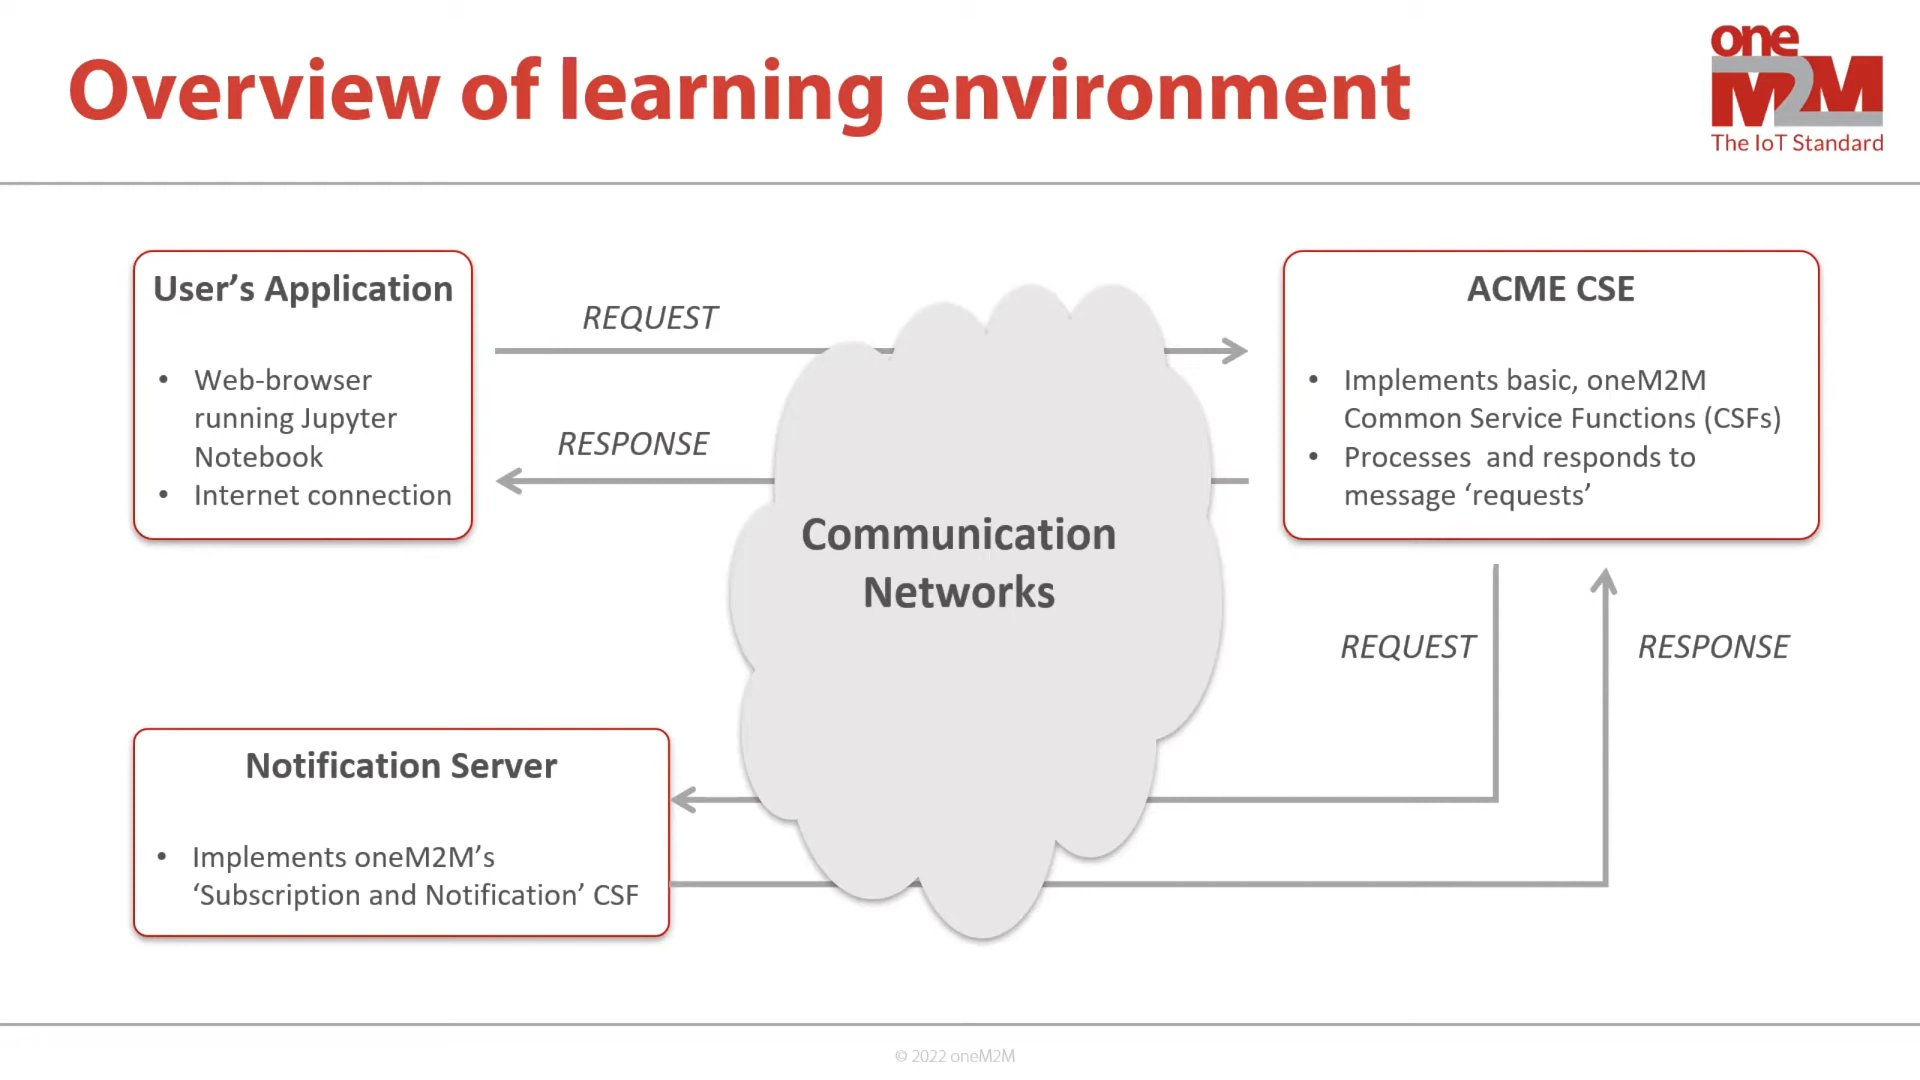 Overview of learning environment
one
M2M
The IoT Standard
User’s Application
• Web-browser
running Jupyter
Notebook
• Internet connection
REQUEST
RESPONSE
Communication
Networks
ACME CSE
• Implements basic, oneM2M
Common Service Functions (CSFs)
• Processes  and responds to
message ‘requests’
REQUEST
RESPONSE
Notification Server
• Implements oneM2M’s
‘Subscription and Notification’ CSF
© 2022 oneM2M